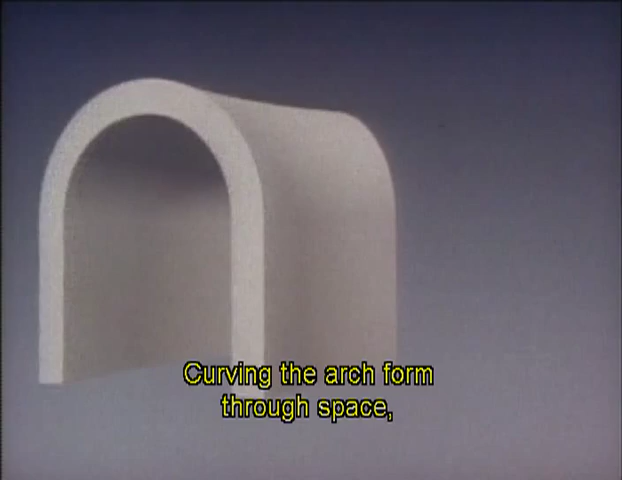 Curving the arch form
through space,